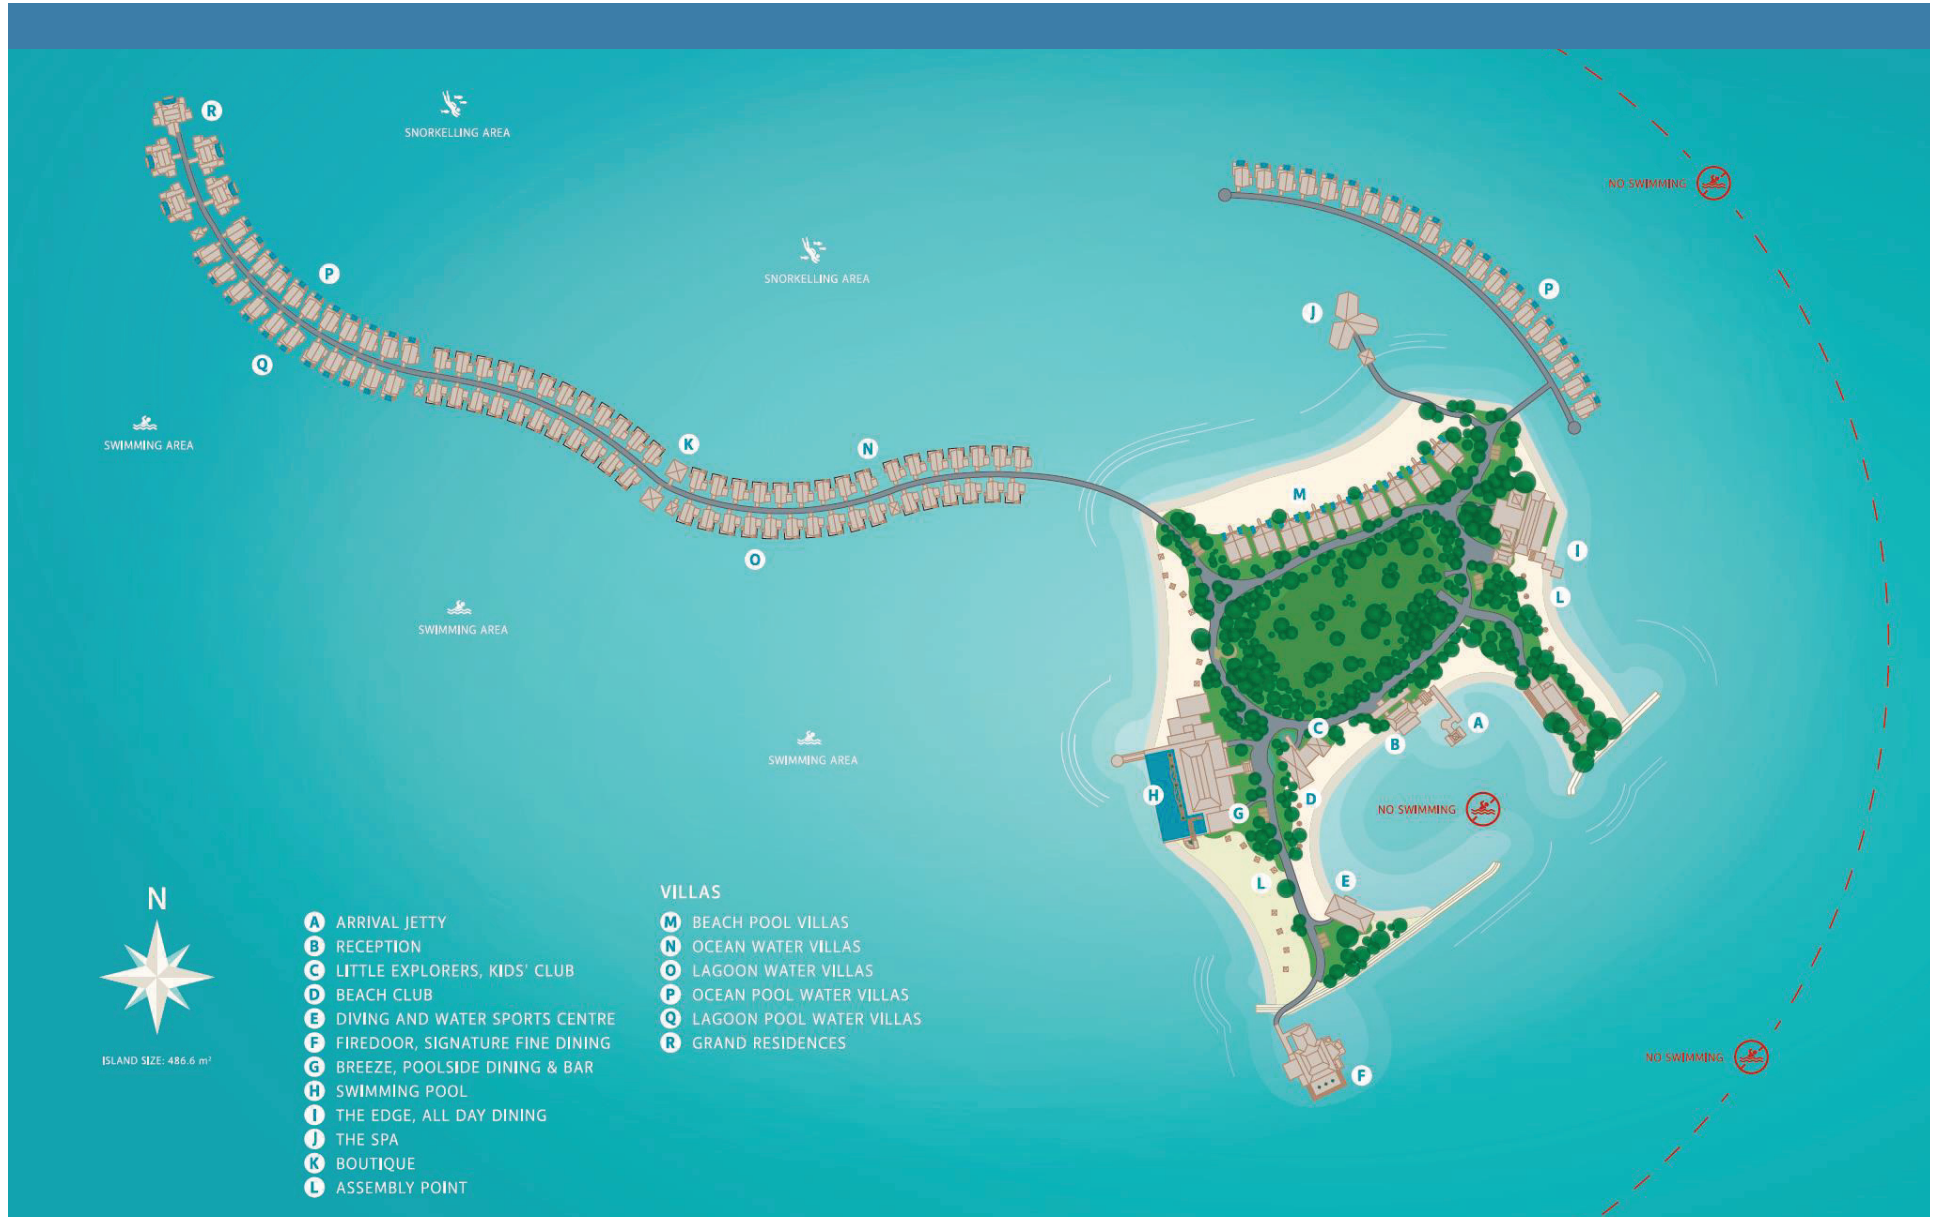 R
SNORKELLING AREA
NO SWIMMING
P
SNORKELLING AREA
P
J
Q
SWIMMING AREA
K
N
M
O
I
L
SWIMMING AREA
C
A
B
SWIMMING AREA
H
D
G
NO SWIMMING
L
E
N
ISLAND SIZE: 486.6 m²
A ARRIVAL JETTY
B RECEPTION
C LITTLE EXPLORERS, KIDS' CLUB
D BEACH CLUB
E DIVING AND WATER SPORTS CENTRE
F FIREDOOR, SIGNATURE FINE DINING
G BREEZE, POOLSIDE DINING & BAR
H SWIMMING POOL
I THE EDGE, ALL DAY DINING
J THE SPA
K BOUTIQUE
L ASSEMBLY POINT
VILLAS
M BEACH POOL VILLAS
N OCEAN WATER VILLAS
O LAGOON WATER VILLAS
P OCEAN POOL WATER VILLAS
Q LAGOON POOL WATER VILLAS
R GRAND RESIDENCES
NO SWIMMING
F